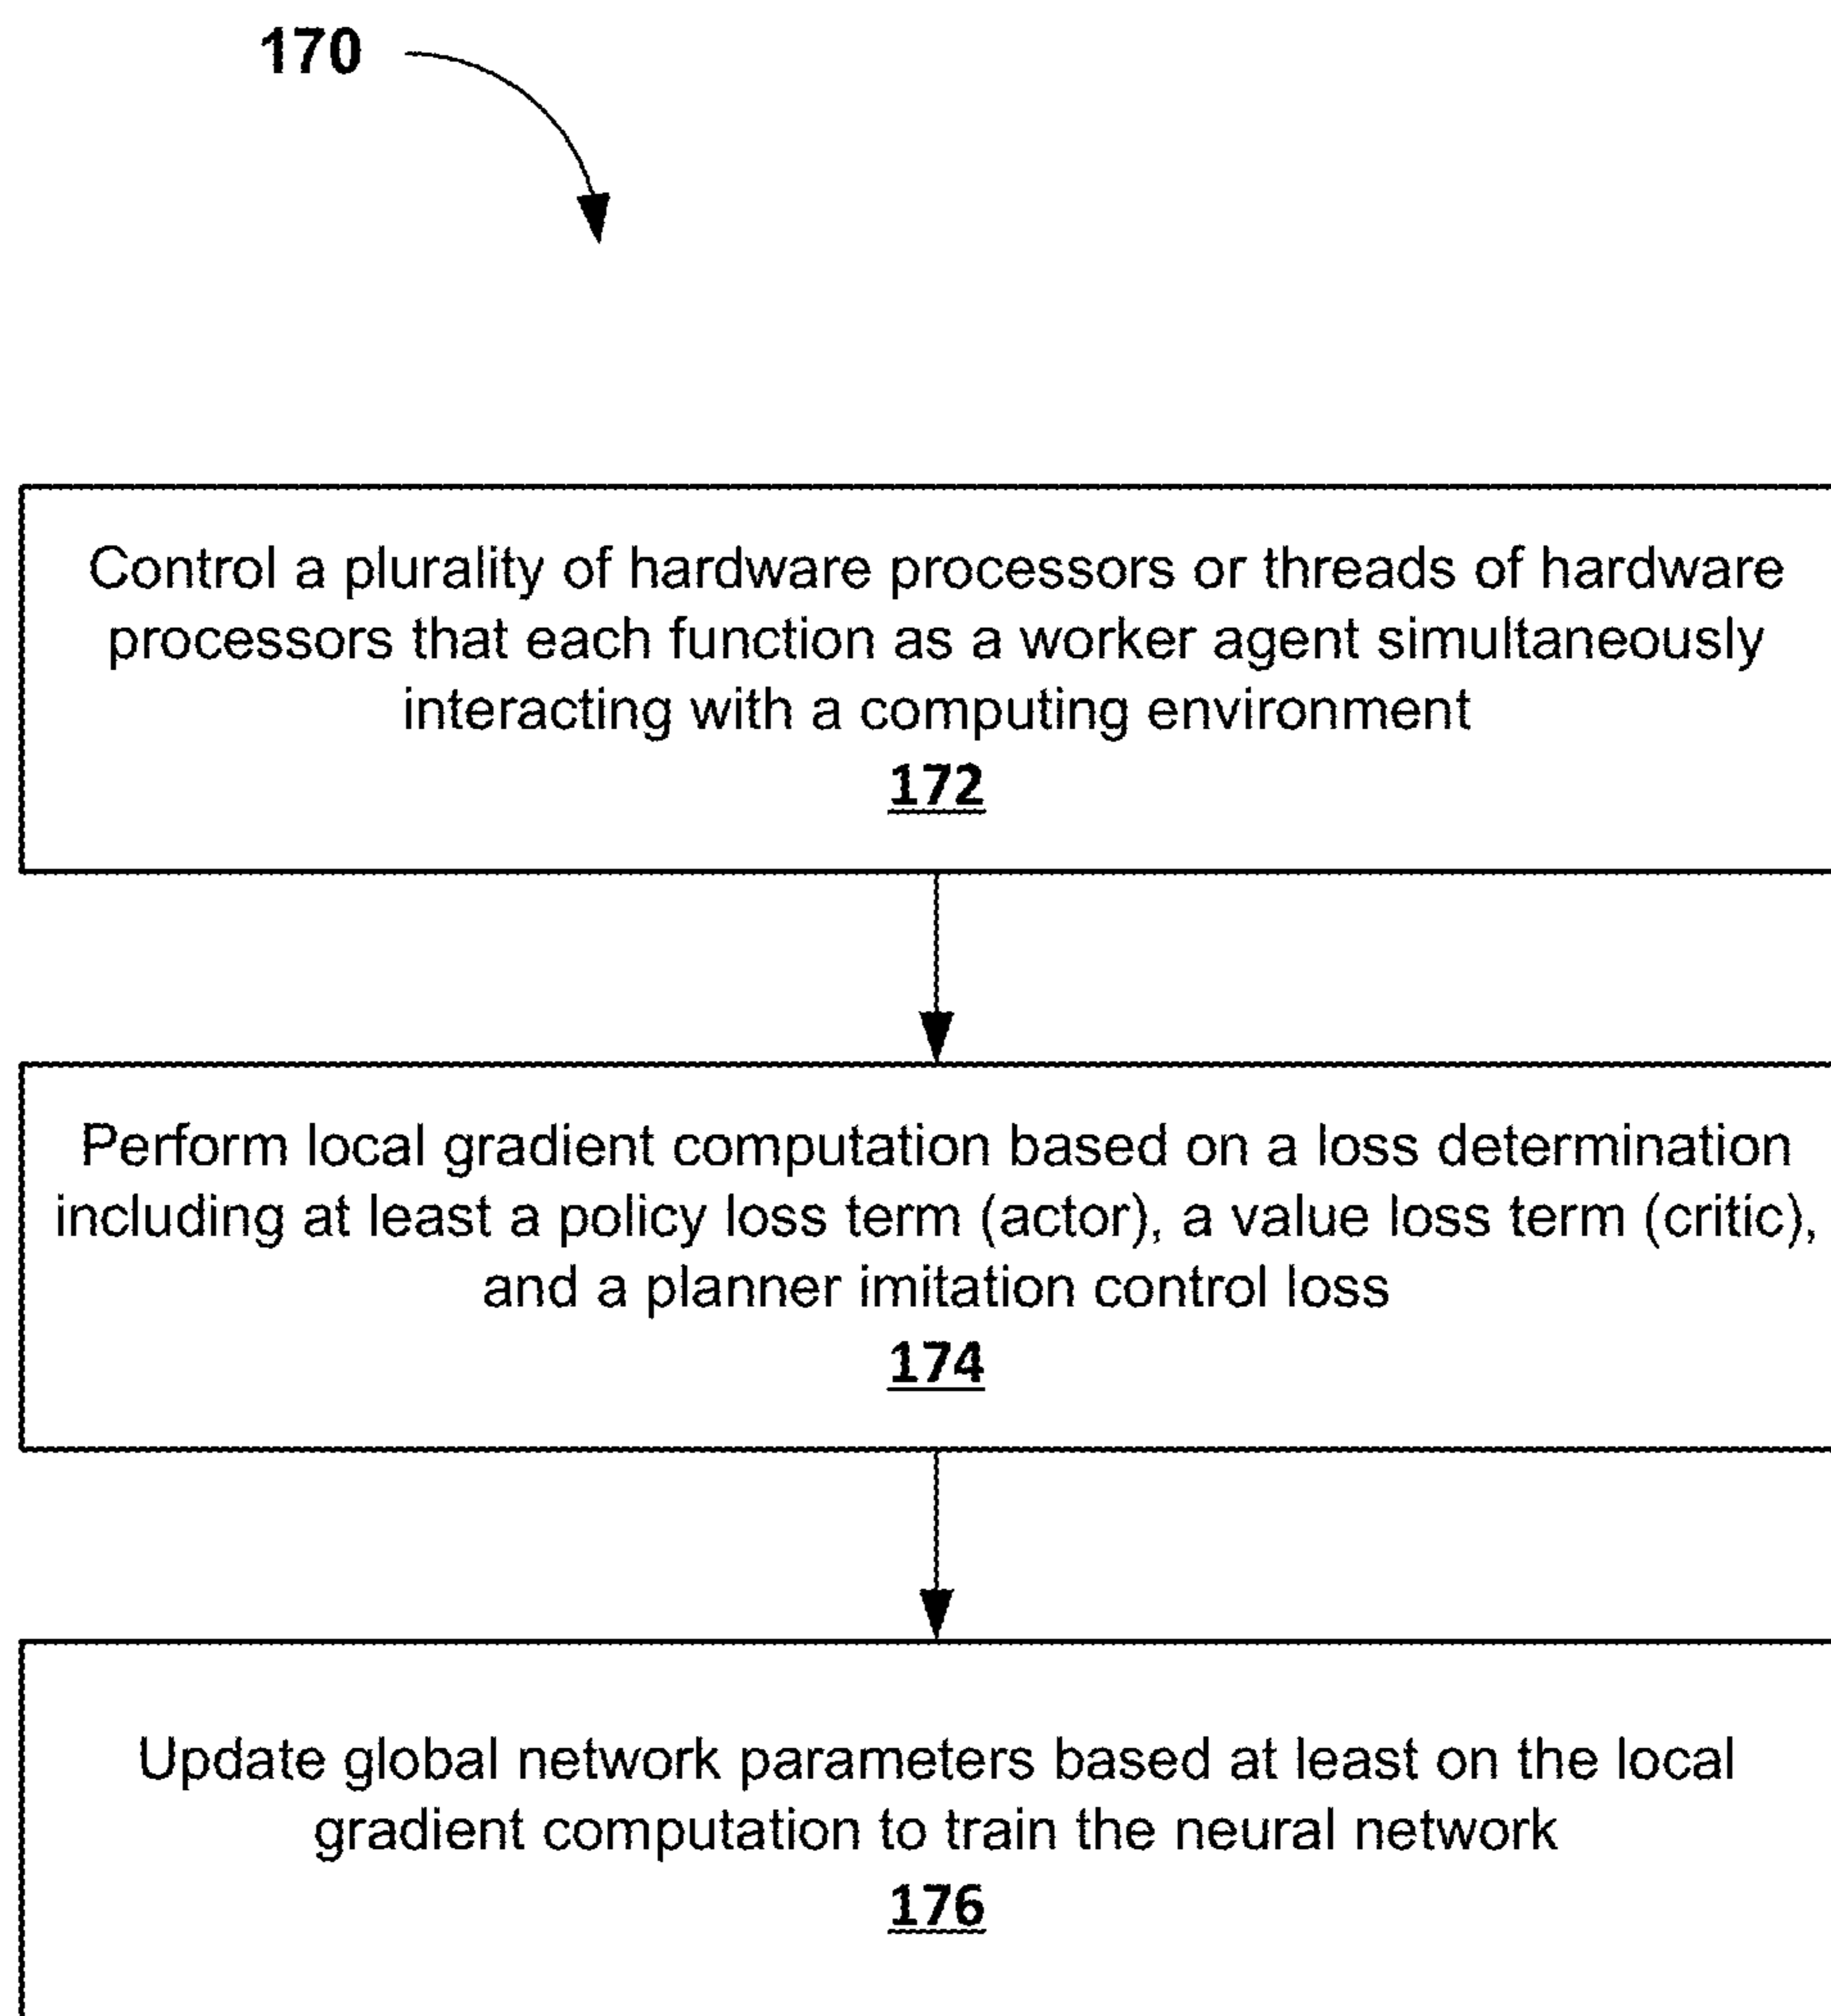 170
Control a plurality of hardware processors or threads of hardware
processors that each function as a worker agent simultaneously
interacting with a computing environment
172
Perform local gradient computation based on a loss determination
including at least a policy loss term (actor), a value loss term (critic),
and a planner imitation control loss
174
Update global network parameters based at least on the local
gradient computation to train the neural network
176